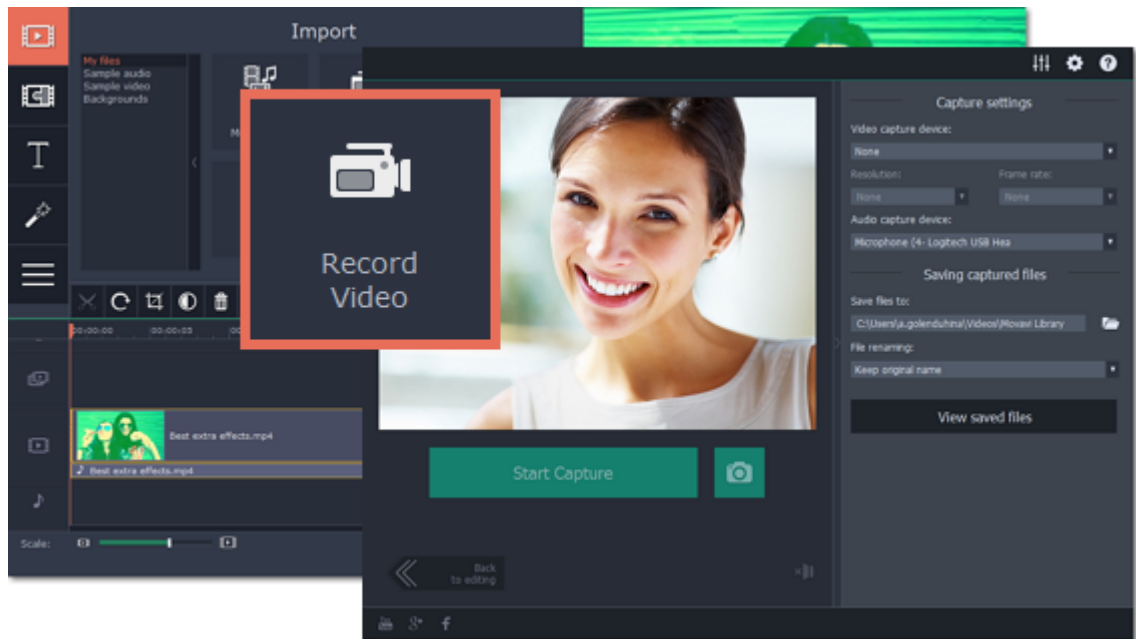 Import
My files
Sample audio
Sample video
Backgrounds
Record
Video
T
00:00:00 00:00:05
Best extra effects.mp4
Best extra effects.mp4
Scale:
Capture settings
Video capture device:
None
Resolution: Frame rate:
None None
Audio capture device:
Microphone (4- Logitech USB Hea
Saving captured files
Save files to:
C:\Users\a.golenduhina\Videos\Movavi Library
File renaming:
Keep original name
View saved files
Start Capture
Back
to editing